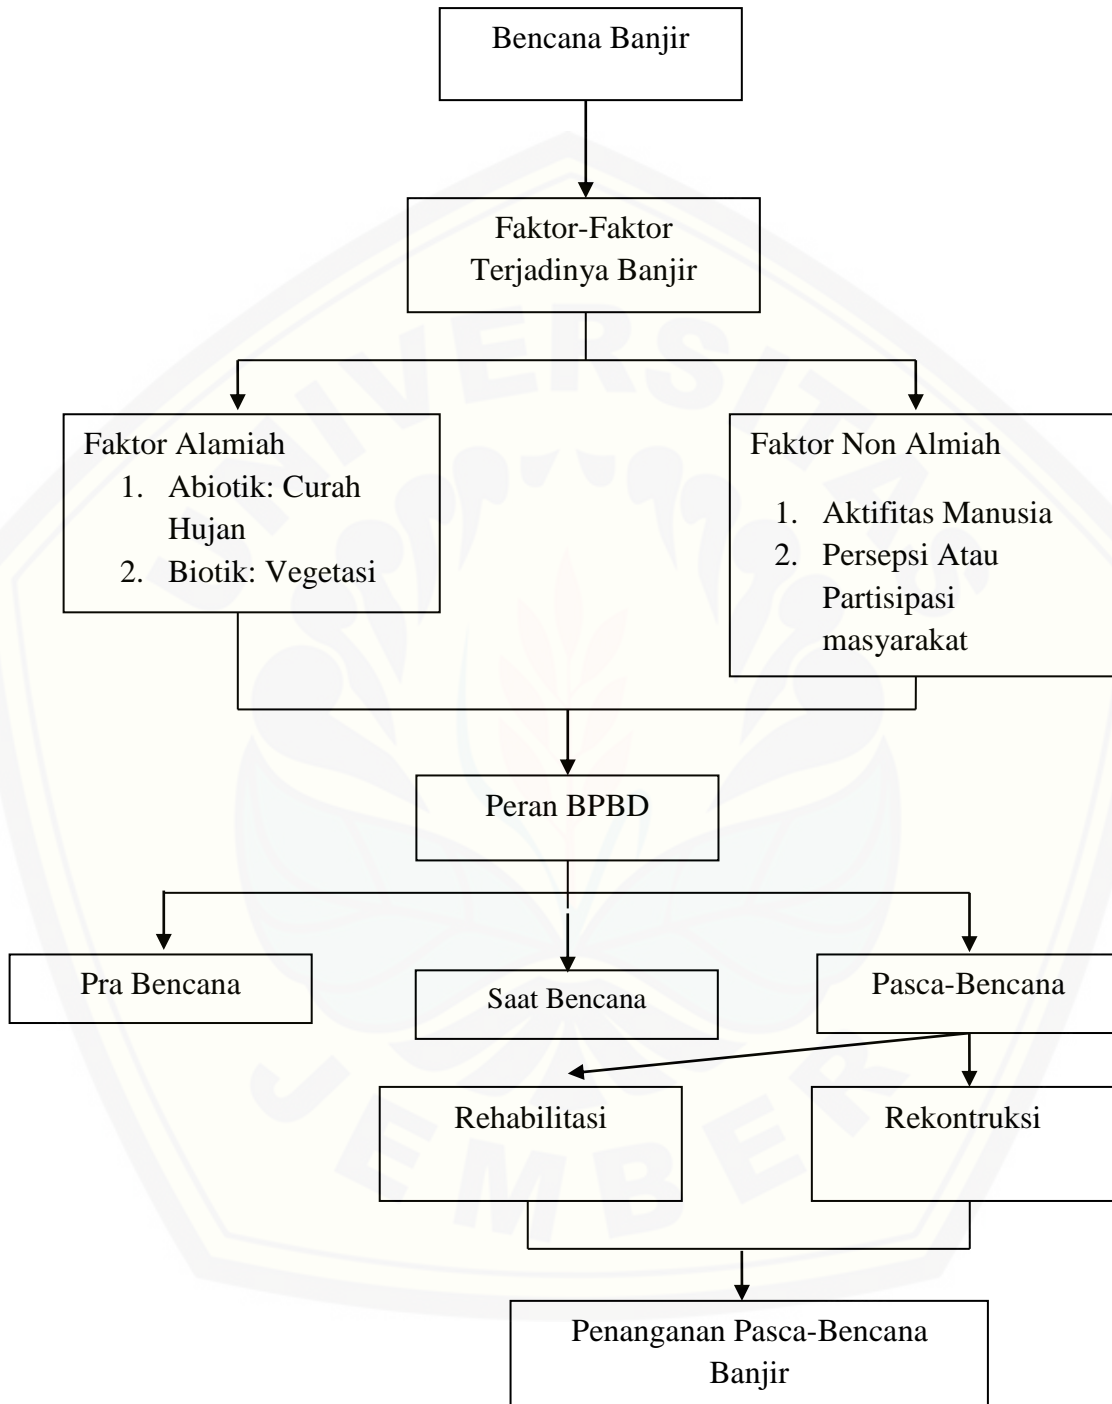 Bencana Banjir
Faktor-Faktor
Terjadinya Banjir
Faktor Alamiah
1. Abiotik: Curah
Hujan
2. Biotik: Vegetasi
Faktor Non Almiah
1. Aktifitas Manusia
2. Persepsi Atau
Partisipasi
masyarakat
Peran BPBD
Pra Bencana
Saat Bencana
Pasca-Bencana
Rehabilitasi
Rekontruksi
Penanganan Pasca-Bencana
Banjir
UNIVERSITAS
JEMBER